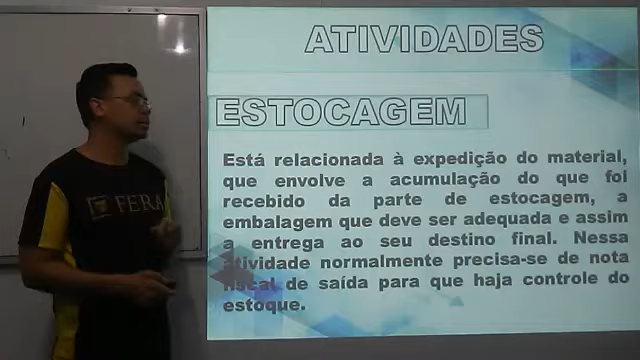 ATIVIDADES
ESTOCAGEM
Está relacionada à expedição do material,
que envolve a acumulação do que foi
recebido da parte de estocagem, a
embalagem que deve ser adequada e assim
a entrega ao seu destino final. Nessa
atividade normalmente precisa-se de nota
fiscal de saída para que haja controle do
estoque.
FERA